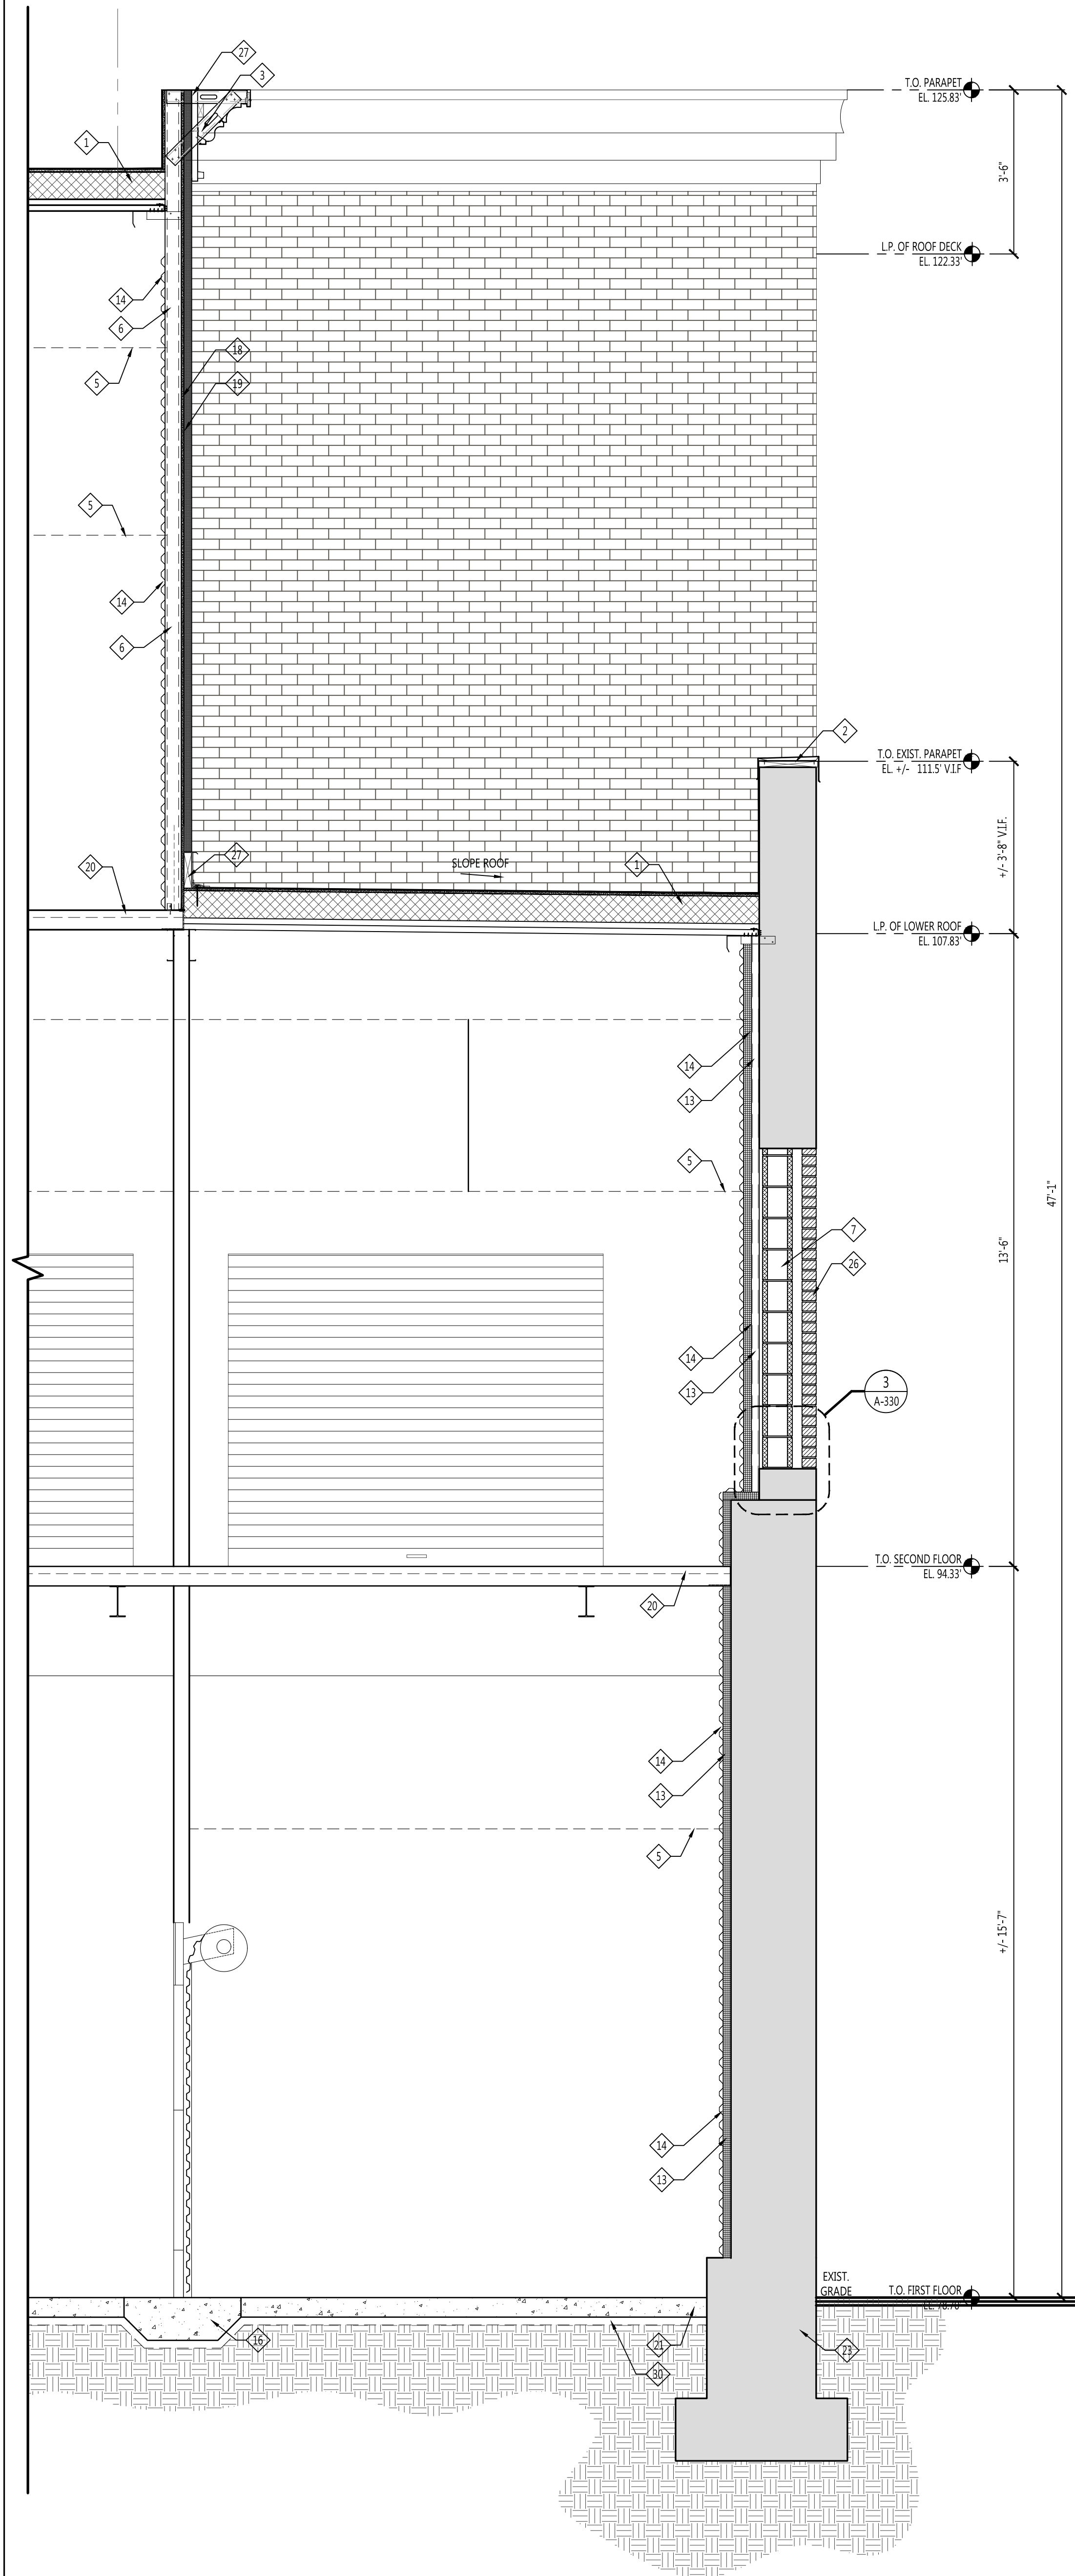 27
3
T.O. PARAPET
EL. 125.83'
1
3'-6"
L.P. OF ROOF DECK
EL. 122.33'
14
6
18
5
19
5
14
6
2
T.O. EXIST. PARAPET
EL. +/- 111.5' V.I.F
+/- 3'-8" V.I.F.
27
SLOPE ROOF
1
20
L.P. OF LOWER ROOF
EL. 107.83'
14
13
5
47'-1"
7
13'-6"
26
14
3
13
A-330
T.O. SECOND FLOOR
EL. 94.33'
20
14
13
5
+/- 15'-7"
14
13
EXIST.
GRADE
T.O. FIRST FLOOR
16
21
23
30